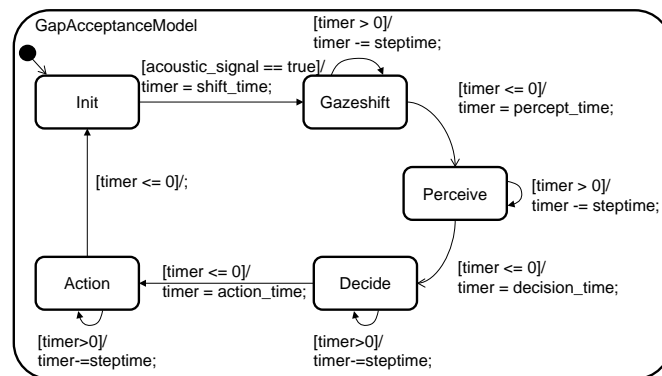 GapAcceptanceModel
[timer > 0]/
timer -= steptime;
[acoustic_signal == true]/
timer = shift_time;
Init
Gazeshift
[timer <= 0]/
timer = percept_time;
[timer <= 0]/;
Perceive
[timer > 0]/
timer -= steptime;
[timer <= 0]/
timer = action_time;
[timer <= 0]/
timer = decision_time;
Action
Decide
[timer>0]/
timer-=steptime;
[timer>0]/
timer-=steptime;